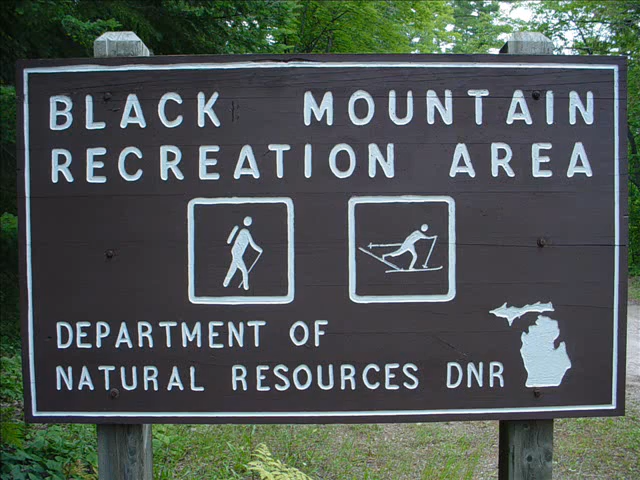 BLACK MOUNTAIN
RECREATION AREA
DEPARTMENT OF
NATURAL RESOURCES DNR